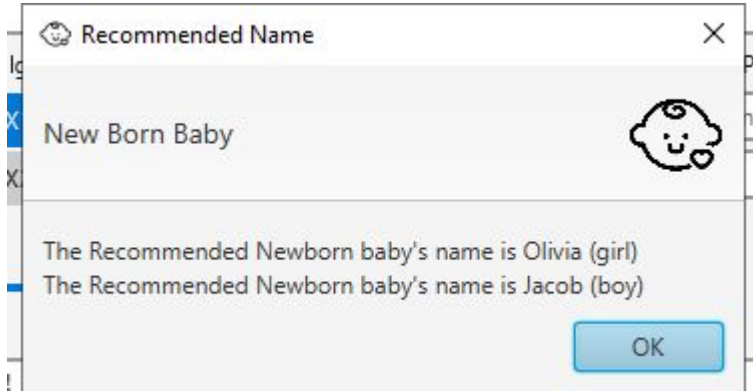 Recommended Name
New Born Baby
The Recommended Newborn baby's name is Olivia (girl)
The Recommended Newborn baby's name is Jacob (boy)
OK